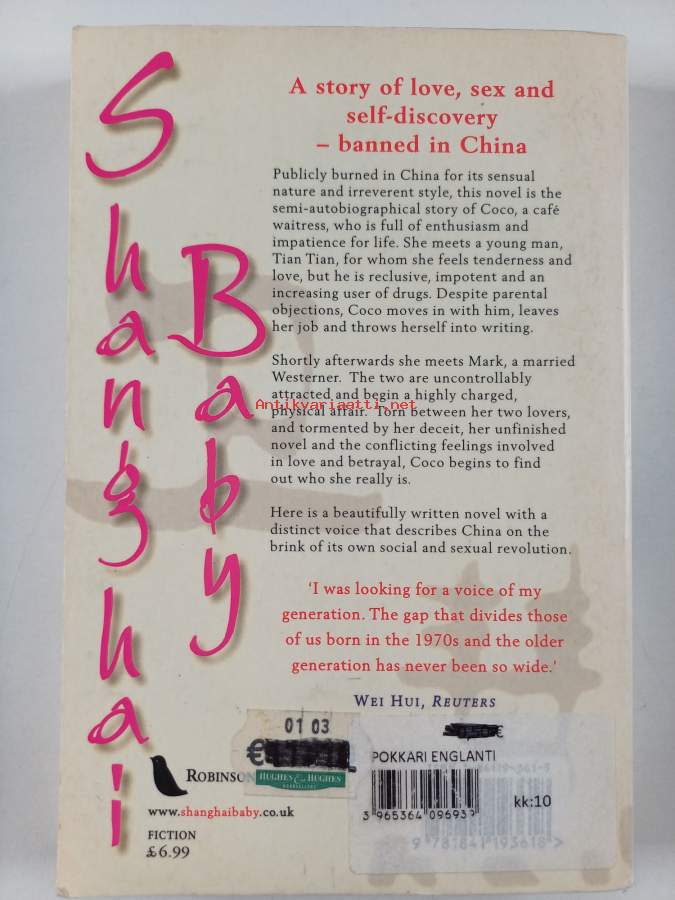 Shanghai
Baby
A story of love, sex and
self-discovery
– banned in China
Publicly burned in China for its sensual
nature and irreverent style, this novel is the
semi-autobiographical story of Coco, a café
waitress, who is full of enthusiasm and
impatience for life. She meets a young man,
Tian Tian, for whom she feels tenderness and
love, but he is reclusive, impotent and an
increasing user of drugs. Despite parental
objections, Coco moves in with him, leaves
her job and throws herself into writing.
Shortly afterwards she meets Mark, a married
Westerner. The two are uncontrollably
attracted and begin a highly charged,
Antikvariaatti.net
physical affair. Torn between her two lovers,
and tormented by her deceit, her unfinished
novel and the conflicting feelings involved
in love and betrayal, Coco begins to find
out who she really is.
Here is a beautifully written novel with a
distinct voice that describes China on the
brink of its own social and sexual revolution.
‘I was looking for a voice of my
generation. The gap that divides those
of us born in the 1970s and the older
generation has never been so wide.’
WEI HUI, REUTERS
01 03
€
HUGHES & HUGHES
BOOKSELLERS
€
POKKARI ENGLANTI
3 965364 096939
kk:10
9 781841 193618 >
ROBINSON
www.shanghaibaby.co.uk
FICTION
£6.99